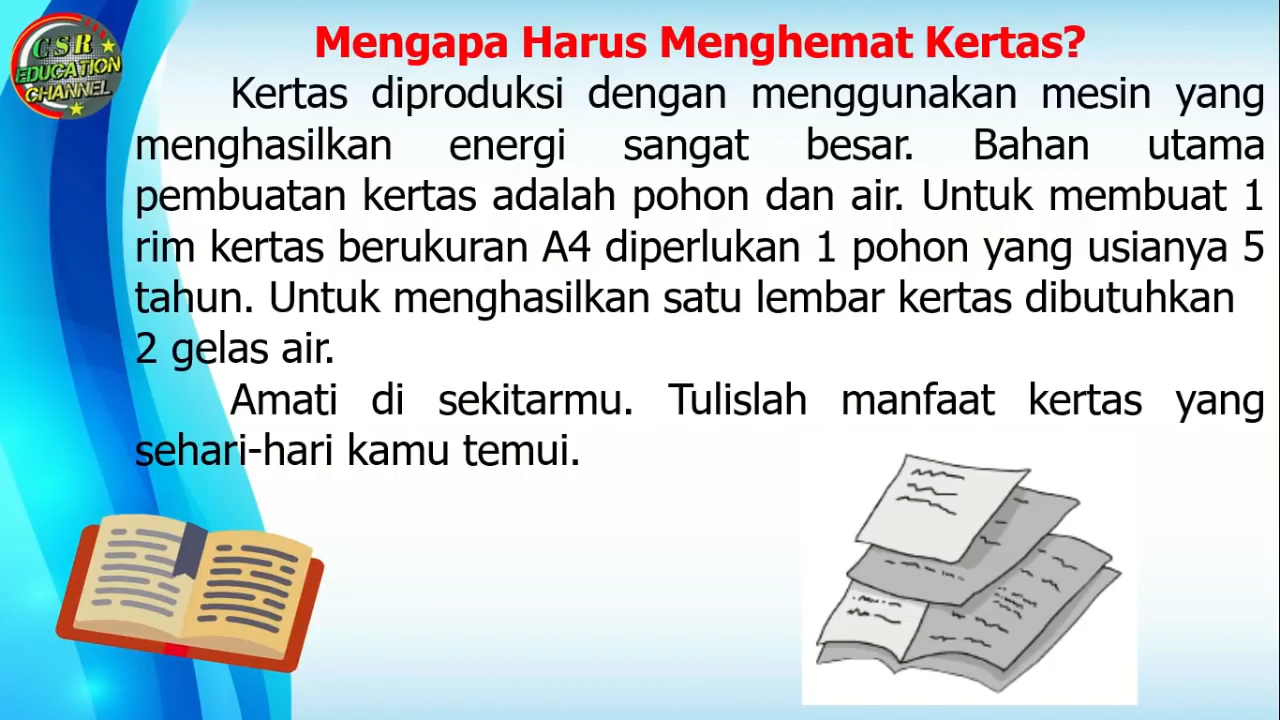 CSR
EDUCATION
CHANNEL
Mengapa Harus Menghemat Kertas?
Kertas diproduksi dengan menggunakan mesin yang
menghasilkan energi sangat besar. Bahan utama
pembuatan kertas adalah pohon dan air. Untuk membuat 1
rim kertas berukuran A4 diperlukan 1 pohon yang usianya 5
tahun. Untuk menghasilkan satu lembar kertas dibutuhkan
2 gelas air.
Amati di sekitarmu. Tulislah manfaat kertas yang
sehari-hari kamu temui.